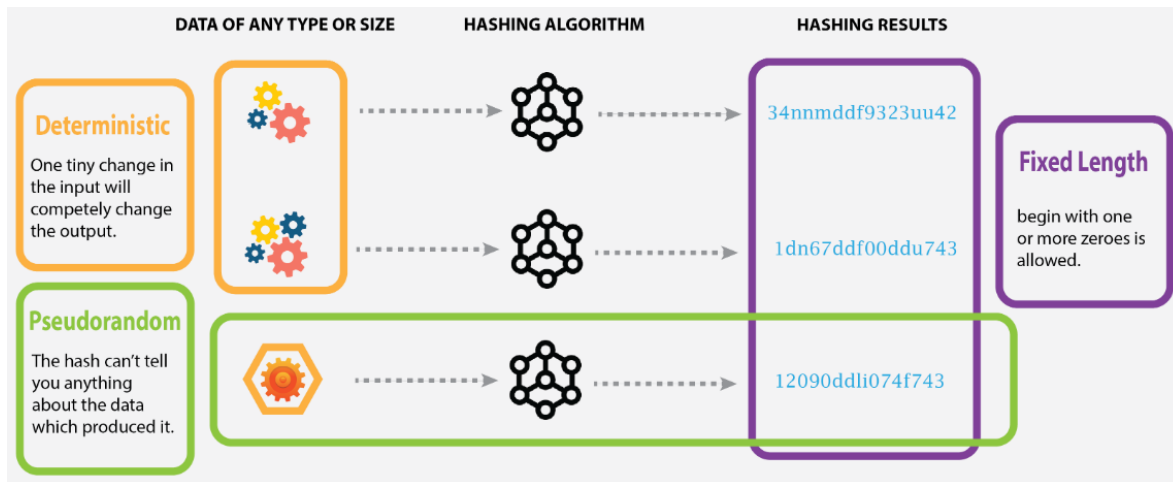 DATA OF ANY TYPE OR SIZE
HASHING ALGORITHM
HASHING RESULTS
Deterministic
One tiny change in
the input will
competely change
the output.
34nnmddf9323uu42
1dn67ddf00ddu743
Fixed Length
begin with one
or more zeroes is
allowed.
Pseudorandom
The hash can't tell
you anything
about the data
which produced it.
12090ddli074f743